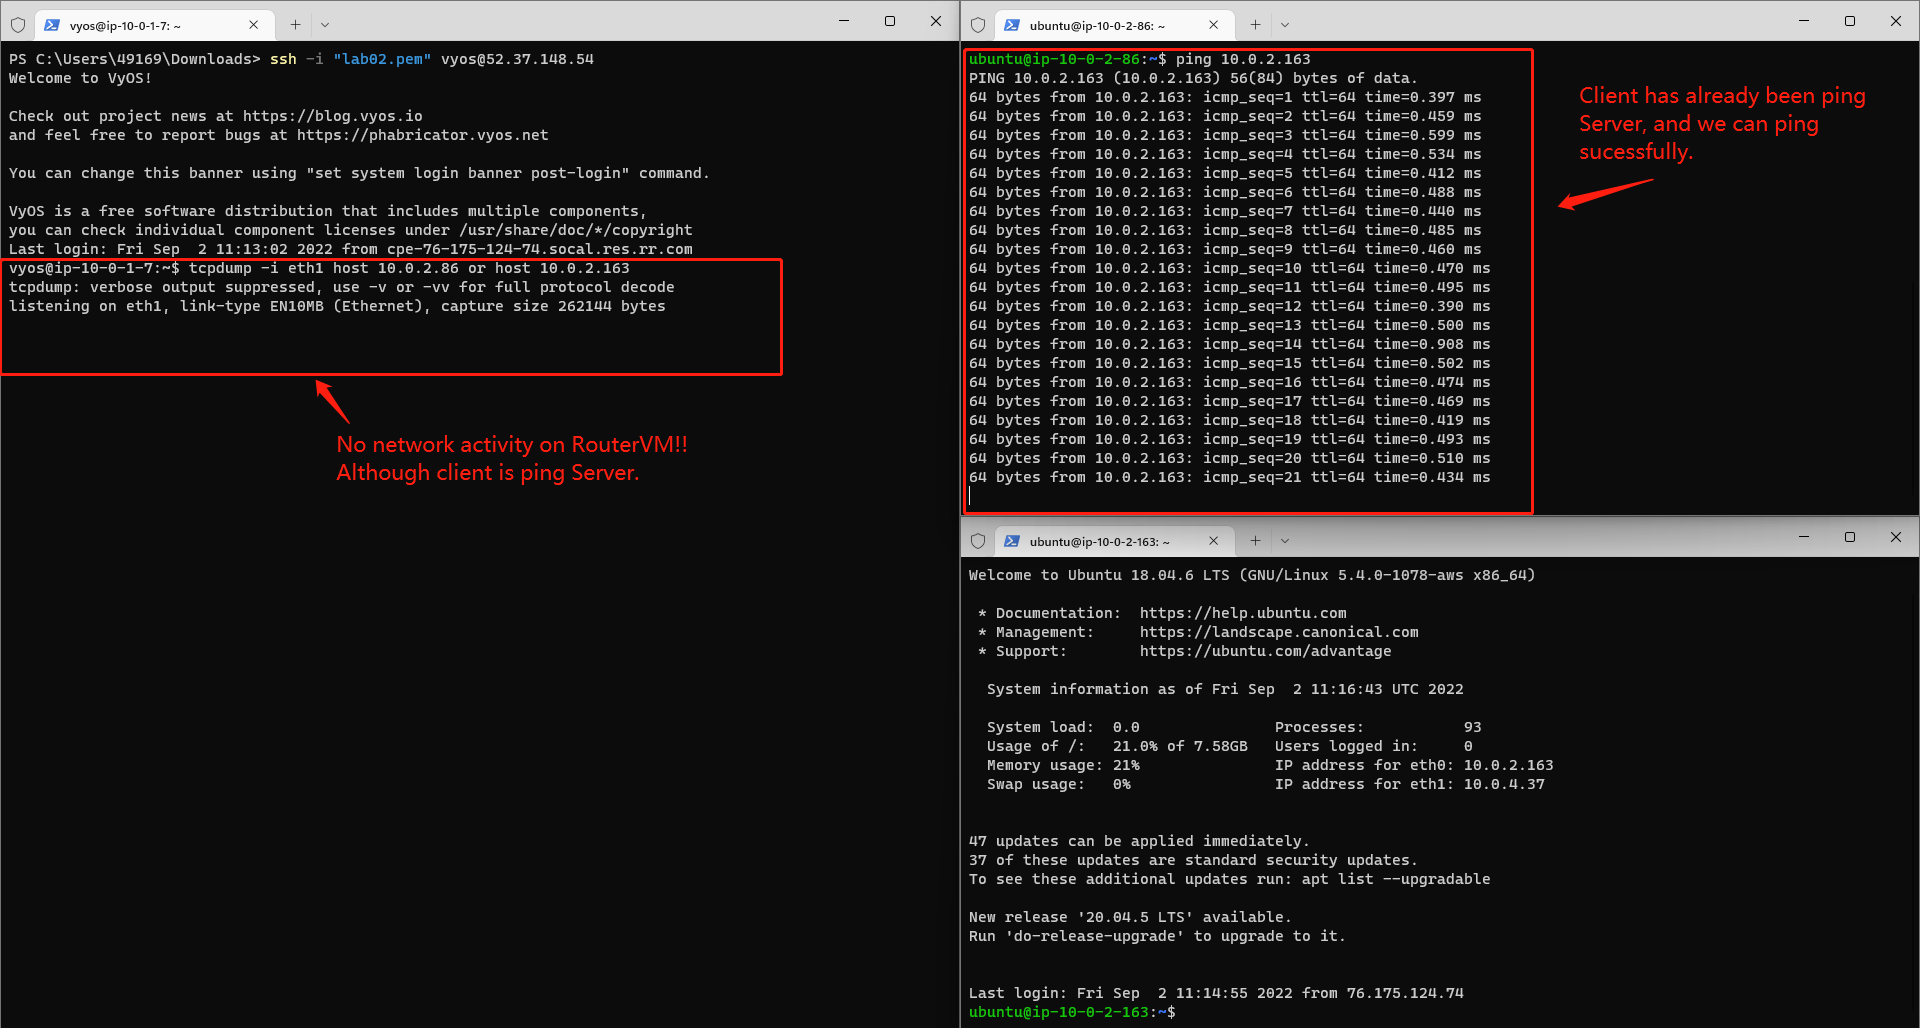 vyos@ip-10-0-1-7: ~
PS C:\Users\49169\Downloads> ssh -i "lab02.pem" vyos@52.37.148.54
Welcome to VyOS!
Check out project news at https://blog.vyos.io
and feel free to report bugs at https://phabricator.vyos.net
You can change this banner using "set system login banner post-login" command.
VyOS is a free software distribution that includes multiple components,
you can check individual component licenses under /usr/share/doc/*/copyright
Last login: Fri Sep  2 11:13:02 2022 from cpe-76-175-124-74.socal.res.rr.com
vyos@ip-10-0-1-7:~$ tcpdump -i eth1 host 10.0.2.86 or host 10.0.2.163
tcpdump: verbose output suppressed, use -v or -vv for full protocol decode
listening on eth1, link-type EN10MB (Ethernet), capture size 262144 bytes
No network activity on RouterVM!!
Although client is ping Server.
ubuntu@ip-10-0-2-86: ~
ubuntu@ip-10-0-2-86:~$ ping 10.0.2.163
PING 10.0.2.163 (10.0.2.163) 56(84) bytes of data.
64 bytes from 10.0.2.163: icmp_seq=1 ttl=64 time=0.397 ms
64 bytes from 10.0.2.163: icmp_seq=2 ttl=64 time=0.459 ms
64 bytes from 10.0.2.163: icmp_seq=3 ttl=64 time=0.599 ms
64 bytes from 10.0.2.163: icmp_seq=4 ttl=64 time=0.534 ms
64 bytes from 10.0.2.163: icmp_seq=5 ttl=64 time=0.412 ms
64 bytes from 10.0.2.163: icmp_seq=6 ttl=64 time=0.488 ms
64 bytes from 10.0.2.163: icmp_seq=7 ttl=64 time=0.440 ms
64 bytes from 10.0.2.163: icmp_seq=8 ttl=64 time=0.485 ms
64 bytes from 10.0.2.163: icmp_seq=9 ttl=64 time=0.460 ms
64 bytes from 10.0.2.163: icmp_seq=10 ttl=64 time=0.470 ms
64 bytes from 10.0.2.163: icmp_seq=11 ttl=64 time=0.495 ms
64 bytes from 10.0.2.163: icmp_seq=12 ttl=64 time=0.390 ms
64 bytes from 10.0.2.163: icmp_seq=13 ttl=64 time=0.500 ms
64 bytes from 10.0.2.163: icmp_seq=14 ttl=64 time=0.908 ms
64 bytes from 10.0.2.163: icmp_seq=15 ttl=64 time=0.502 ms
64 bytes from 10.0.2.163: icmp_seq=16 ttl=64 time=0.474 ms
64 bytes from 10.0.2.163: icmp_seq=17 ttl=64 time=0.469 ms
64 bytes from 10.0.2.163: icmp_seq=18 ttl=64 time=0.419 ms
64 bytes from 10.0.2.163: icmp_seq=19 ttl=64 time=0.493 ms
64 bytes from 10.0.2.163: icmp_seq=20 ttl=64 time=0.510 ms
64 bytes from 10.0.2.163: icmp_seq=21 ttl=64 time=0.434 ms
Client has already been ping
Server, and we can ping
sucessfully.
ubuntu@ip-10-0-2-163: ~
Welcome to Ubuntu 18.04.6 LTS (GNU/Linux 5.4.0-1078-aws x86_64)
* Documentation:  https://help.ubuntu.com
* Management:     https://landscape.canonical.com
* Support:        https://ubuntu.com/advantage
System information as of Fri Sep  2 11:16:43 UTC 2022
System load:  0.0               Processes:             93
Usage of /:   21.0% of 7.58GB   Users logged in:       0
Memory usage: 21%               IP address for eth0: 10.0.2.163
Swap usage:   0%                IP address for eth1: 10.0.4.37
47 updates can be applied immediately.
37 of these updates are standard security updates.
To see these additional updates run: apt list --upgradable
New release '20.04.5 LTS' available.
Run 'do-release-upgrade' to upgrade to it.
Last login: Fri Sep  2 11:14:55 2022 from 76.175.124.74
ubuntu@ip-10-0-2-163:~$